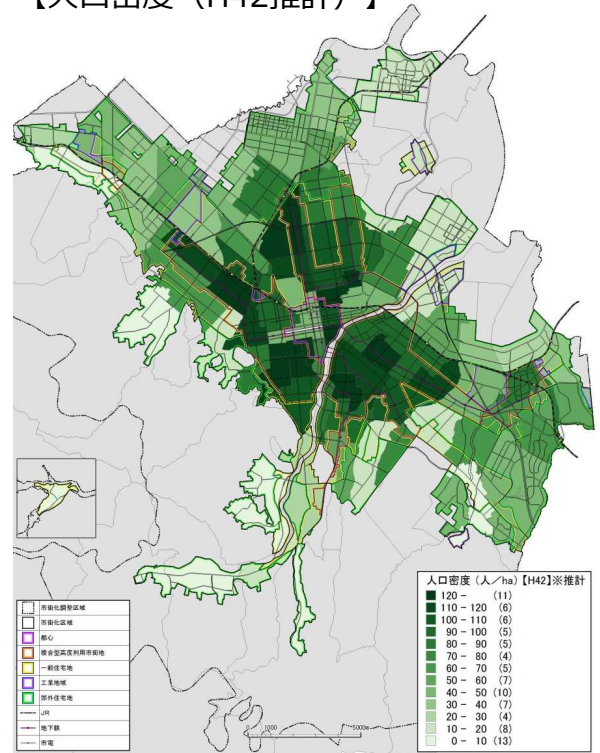 【人口密度（H42推計）】
人口密度（人／ha）【H42】※推計
120 - (11)
110 - 120 (6)
100 - 110 (6)
90 - 100 (5)
80 - 90 (5)
70 - 80 (4)
60 - 70 (5)
50 - 60 (7)
40 - 50 (10)
30 - 40 (7)
20 - 30 (4)
10 - 20 (8)
0 - 10 (13)
市街化調整区域
市街化区域
都心
複合型高度利用市街地
一般住宅地
工業地域
郊外住宅地
JR
地下鉄
市電
0 1000 5000m